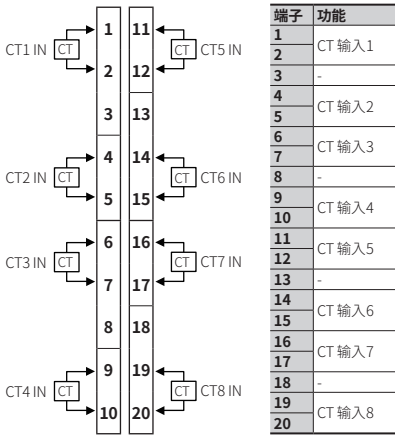 1 11
CT1 IN CT CT CT5 IN
2 12
3 13
4 14
CT2 IN CT CT CT6 IN
5 15
6 16
CT3 IN CT CT CT7 IN
7 17
8 18
9 19
CT4 IN CT CT CT8 IN
10 20
端子 功能
1
CT 输入1
2
3 -
4
CT 输入2
5
6
CT 输入3
7
8 -
9
CT 输入4
10
11
CT 输入5
12
13 -
14
CT 输入6
15
16
CT 输入7
17
18 -
19
CT 输入8
20